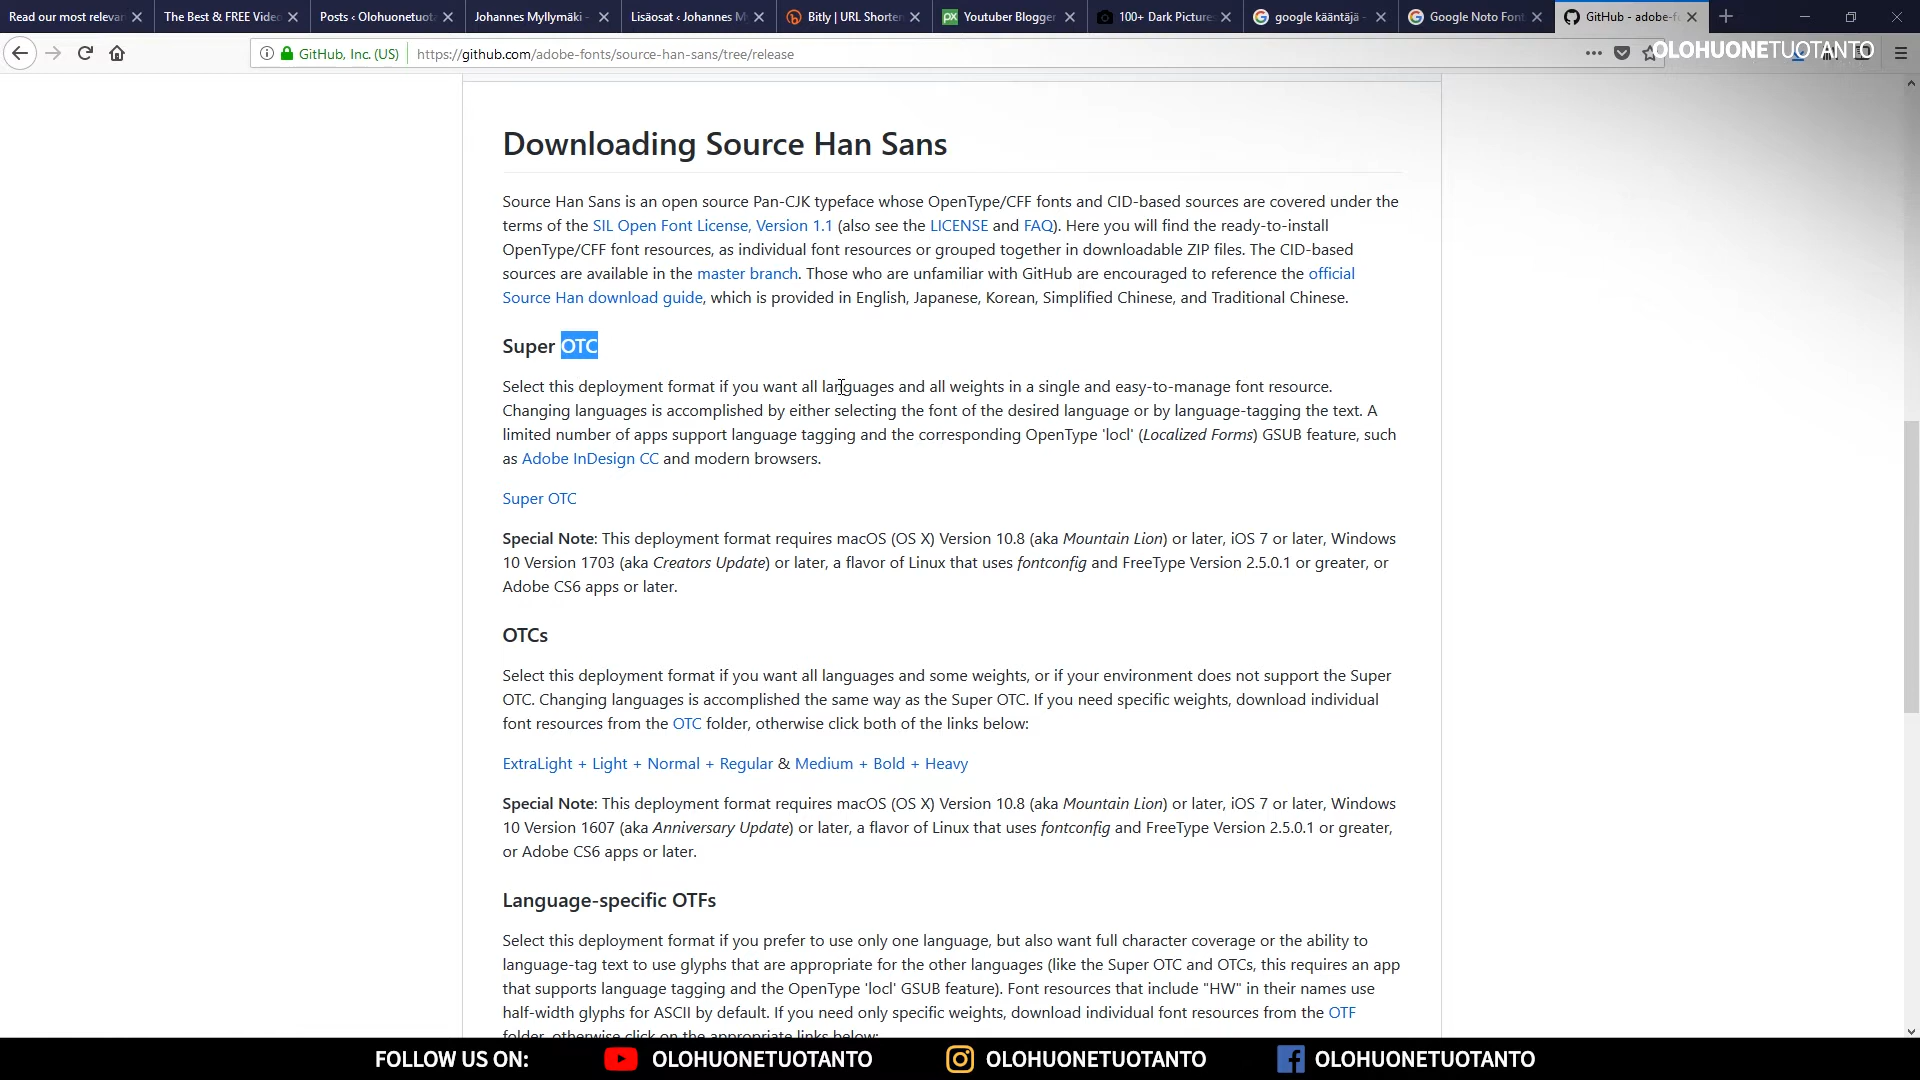 Read our most relevan
The Best & FREE Video
Posts ‹ Olohuonetuota
Johannes Myllymäki -
Lisäosat ‹ Johannes M
Bitly | URL Shorten
Youtuber Blogger
100+ Dark Picture
google kääntäjä -
Google Noto Font
GitHub - adobe-f
GitHub, Inc. (US)
https://github.com/adobe-fonts/source-han-sans/tree/release
OLOHUONETUOTANTO
Downloading Source Han Sans
Source Han Sans is an open source Pan-CJK typeface whose OpenType/CFF fonts and CID-based sources are covered under the
terms of the SIL Open Font License, Version 1.1 (also see the LICENSE and FAQ). Here you will find the ready-to-install
OpenType/CFF font resources, as individual font resources or grouped together in downloadable ZIP files. The CID-based
sources are available in the master branch. Those who are unfamiliar with GitHub are encouraged to reference the official
Source Han download guide, which is provided in English, Japanese, Korean, Simplified Chinese, and Traditional Chinese.
Super OTC
Select this deployment format if you want all languages and all weights in a single and easy-to-manage font resource.
Changing languages is accomplished by either selecting the font of the desired language or by language-tagging the text. A
limited number of apps support language tagging and the corresponding OpenType 'locl' (Localized Forms) GSUB feature, such
as Adobe InDesign CC and modern browsers.
Super OTC
Special Note: This deployment format requires macOS (OS X) Version 10.8 (aka Mountain Lion) or later, iOS 7 or later, Windows
10 Version 1703 (aka Creators Update) or later, a flavor of Linux that uses fontconfig and FreeType Version 2.5.0.1 or greater, or
Adobe CS6 apps or later.
OTCs
Select this deployment format if you want all languages and some weights, or if your environment does not support the Super
OTC. Changing languages is accomplished the same way as the Super OTC. If you need specific weights, download individual
font resources from the OTC folder, otherwise click both of the links below:
ExtraLight + Light + Normal + Regular & Medium + Bold + Heavy
Special Note: This deployment format requires macOS (OS X) Version 10.8 (aka Mountain Lion) or later, iOS 7 or later, Windows
10 Version 1607 (aka Anniversary Update) or later, a flavor of Linux that uses fontconfig and FreeType Version 2.5.0.1 or greater,
or Adobe CS6 apps or later.
Language-specific OTFs
Select this deployment format if you prefer to use only one language, but also want full character coverage or the ability to
language-tag text to use glyphs that are appropriate for the other languages (like the Super OTC and OTCs, this requires an app
that supports language tagging and the OpenType 'locl' GSUB feature). Font resources that include "HW" in their names use
half-width glyphs for ASCII by default. If you need only specific weights, download individual font resources from the OTF
folder, otherwise click on the appropriate links below:
FOLLOW US ON: OLOHUONETUOTANTO OLOHUONETUOTANTO OLOHUONETUOTANTO